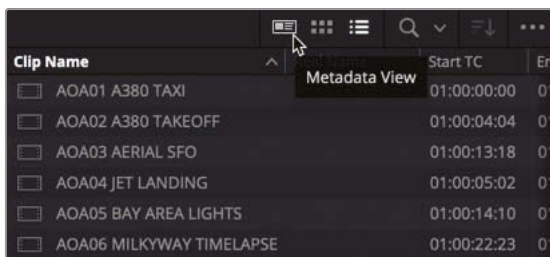 Clip Name Start TC
Metadata View
AOA01 A380 TAXI 01:00:00:00
AOA02 A380 TAKEOFF 01:00:04:04
AOA03 AERIAL SFO 01:00:13:18
AOA04 JET LANDING 01:00:05:02
AOA05 BAY AREA LIGHTS 01:00:14:10
AOA06 MILKYWAY TIMELAPSE 01:00:22:23